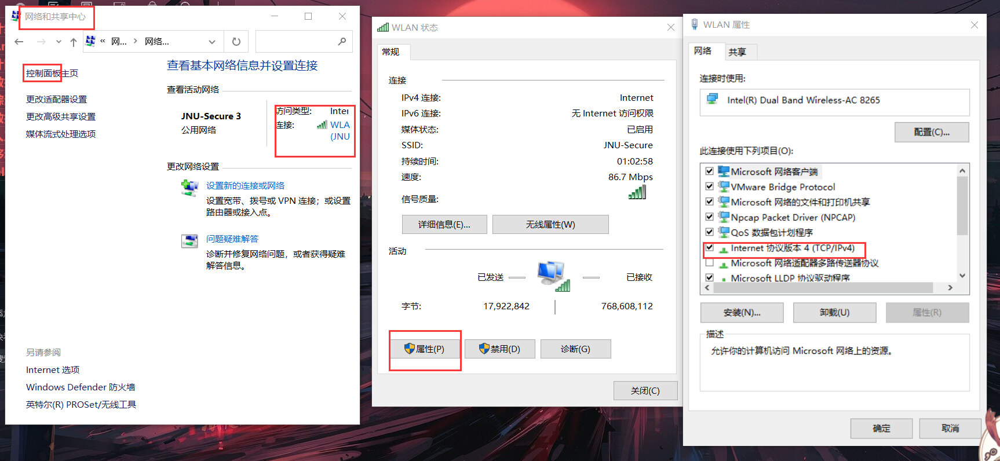 网络和共享中心
« 网... › 网络...
控制面板主页
更改适配器设置
更改高级共享设置
媒体流式处理选项
另请参阅
Internet 选项
Windows Defender 防火墙
英特尔(R) PROSet/无线工具
查看基本网络信息并设置连接
查看活动网络
JNU-Secure 3
公用网络
访问类型: Inter
连接: WLA
(JNU
更改网络设置
设置新的连接或网络
设置宽带、拨号或 VPN 连接；或设置
路由器或接入点。
问题疑难解答
诊断并修复网络问题，或者获得疑难
解答信息。
WLAN 状态
常规
连接
IPv4 连接: Internet
IPv6 连接: 无 Internet 访问权限
媒体状态: 已启用
SSID: JNU-Secure
持续时间: 01:02:58
速度: 86.7 Mbps
信号质量:
详细信息(E)... 无线属性(W)
活动
已发送 已接收
字节: 17,922,842 768,608,112
属性(P) 禁用(D) 诊断(G)
关闭(C)
WLAN 属性
网络 共享
连接时使用:
Intel(R) Dual Band Wireless-AC 8265
配置(C)...
此连接使用下列项目(O):
Microsoft 网络客户端
VMware Bridge Protocol
Microsoft 网络的文件和打印机共享
Npcap Packet Driver (NPCAP)
QoS 数据包计划程序
Internet 协议版本 4 (TCP/IPv4)
Microsoft 网络适配器多路传送器协议
Microsoft LLDP 协议驱动程序
安装(N)... 卸载(U) 属性(R)
描述
允许你的计算机访问 Microsoft 网络上的资源。
确定 取消